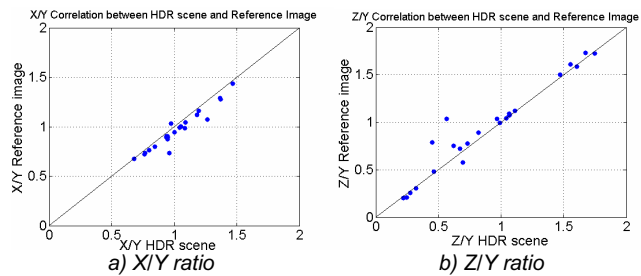 X/Y Correlation between HDR scene and Reference Image
2
1.5
1
0.5
0
0
0.5
1
1.5
2
X/Y Reference image
X/Y HDR scene
a) X/Y ratio
Z/Y Correlation between HDR scene and Reference Image
2
1.5
1
0.5
0
0
0.5
1
1.5
2
Z/Y Reference image
Z/Y HDR scene
b) Z/Y ratio